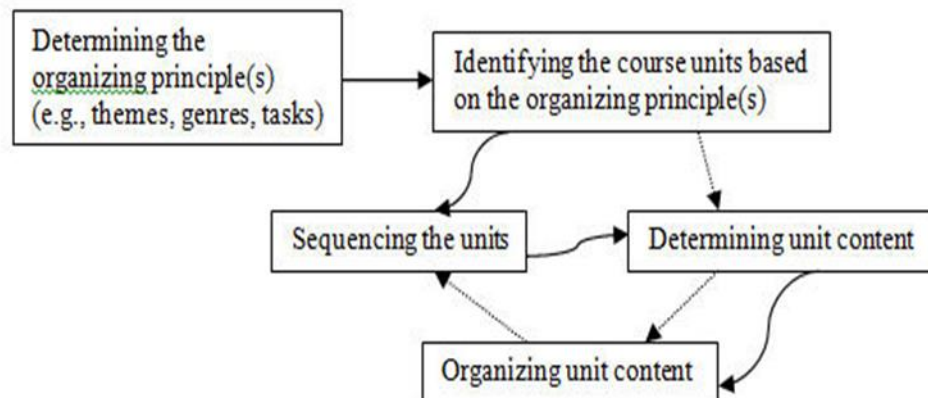 Determining the
organizing principle(s)
(e.g., themes, genres, tasks)
Identifying the course units based
on the organizing principle(s)
Sequencing the units
Determining unit content
Organizing unit content